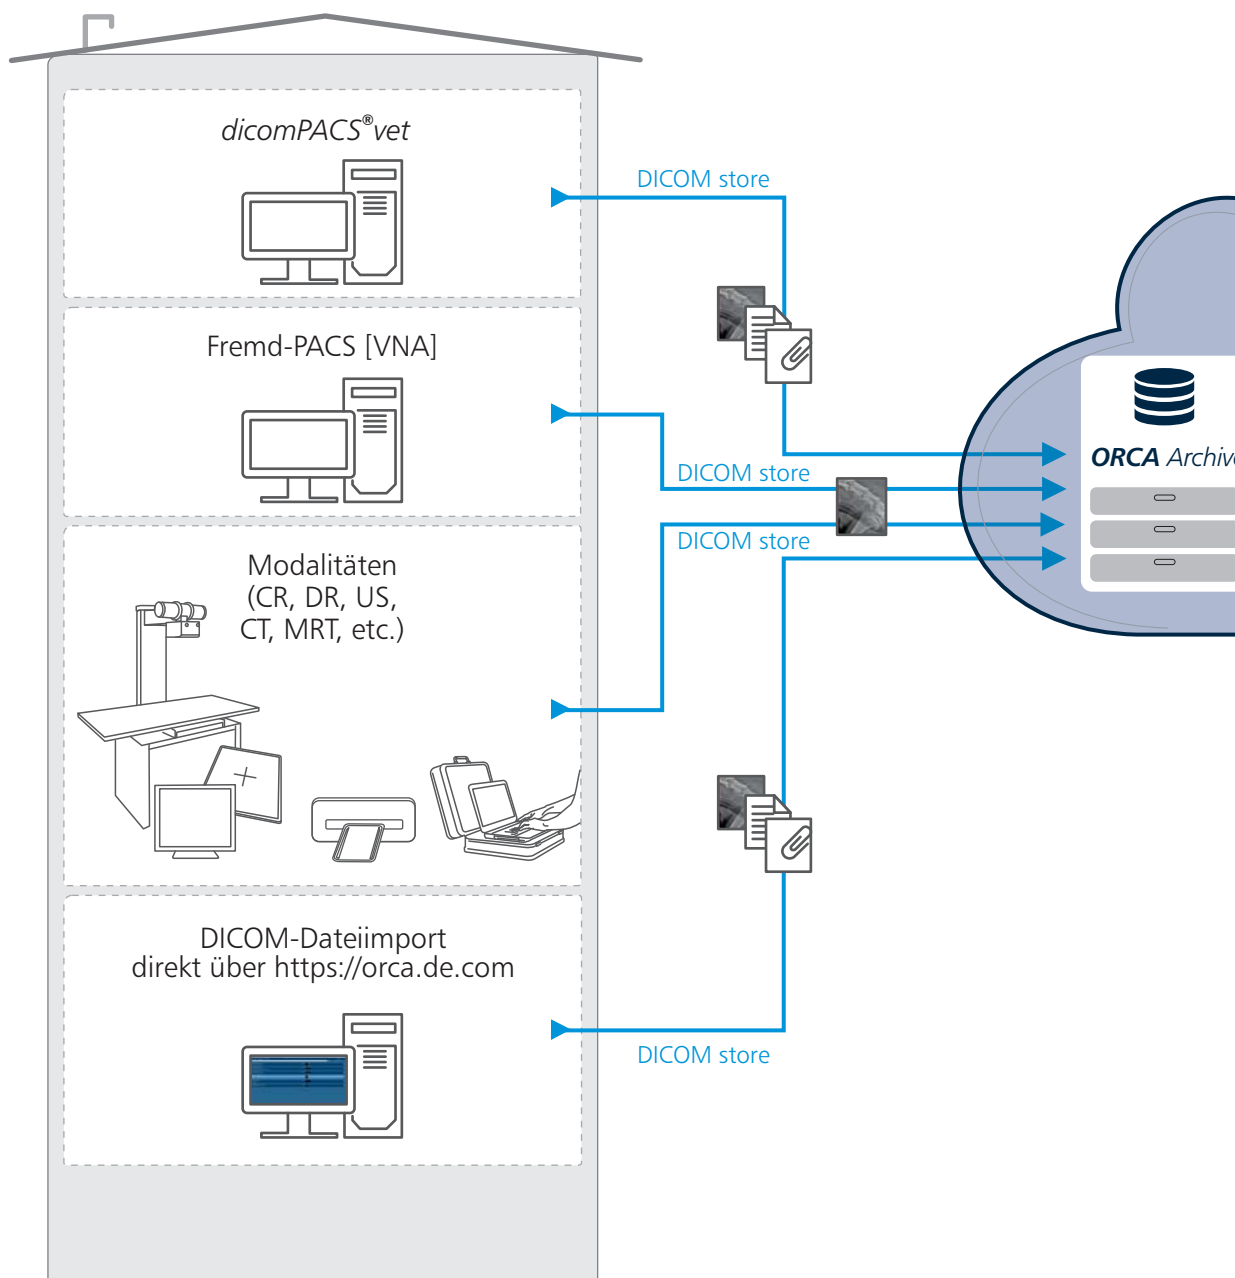 dicomPACS®vet
DICOM store
Fremd-PACS [VNA]
DICOM store
ORCA Archive
DICOM store
Modalitäten
(CR, DR, US,
CT, MRT, etc.)
DICOM-Dateiimport
direkt über https://orca.de.com
DICOM store